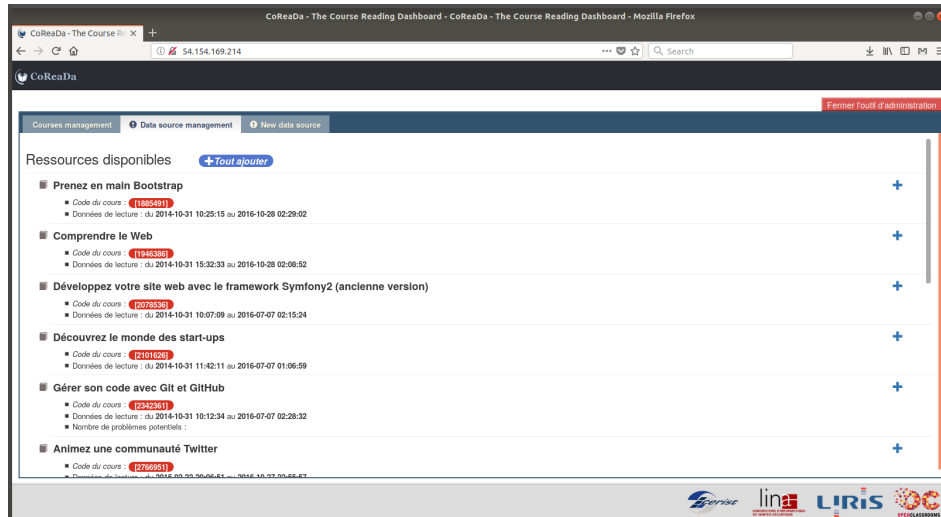 CoReaDa - The Course Reading Dashboard - CoReaDa - The Course Reading Dashboard - Mozilla Firefox
CoReaDa - The Course Re
54.154.169.214
Search
CoReaDa
Fermer l'outil d'administration
Courses management Data source management New data source
Ressources disponibles Tout ajouter
Prenez en main Bootstrap
Code du cours : [1885491]
Données de lecture : du 2014-10-31 10:25:15 au 2016-10-28 02:29:02
Comprendre le Web
Code du cours : [1946386]
Données de lecture : du 2014-10-31 15:32:33 au 2016-10-28 02:08:52
Développez votre site web avec le framework Symfony2 (ancienne version)
Code du cours : [2078536]
Données de lecture : du 2014-10-31 10:07:09 au 2016-07-07 02:15:24
Découvrez le monde des start-ups
Code du cours : [2101626]
Données de lecture : du 2014-10-31 11:42:11 au 2016-07-07 01:06:59
Gérer son code avec Git et GitHub
Code du cours : [2342361]
Données de lecture : du 2014-10-31 10:12:34 au 2016-07-07 02:28:32
Nombre de problèmes potentiels :
Animez une communauté Twitter
Code du cours : [2766951]
cerist lina LIRIS OC
OPENCLASSROOMS